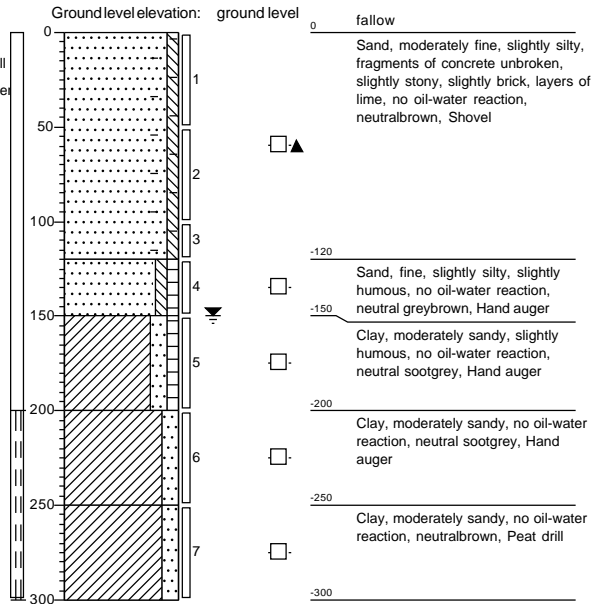 Ground level elevation: ground level
0
50
100
150
200
250
300
ll
er
1
2
3
4
5
6
7
0
fallow
Sand, moderately fine, slightly silty,
fragments of concrete unbroken,
slightly stony, slightly brick, layers of
lime, no oil-water reaction,
neutralbrown, Shovel
-120
Sand, fine, slightly silty, slightly
humous, no oil-water reaction,
neutral greybrown, Hand auger
-150
Clay, moderately sandy, slightly
humous, no oil-water reaction,
neutral sootgrey, Hand auger
-200
Clay, moderately sandy, no oil-water
reaction, neutral sootgrey, Hand
auger
-250
Clay, moderately sandy, no oil-water
reaction, neutralbrown, Peat drill
-300